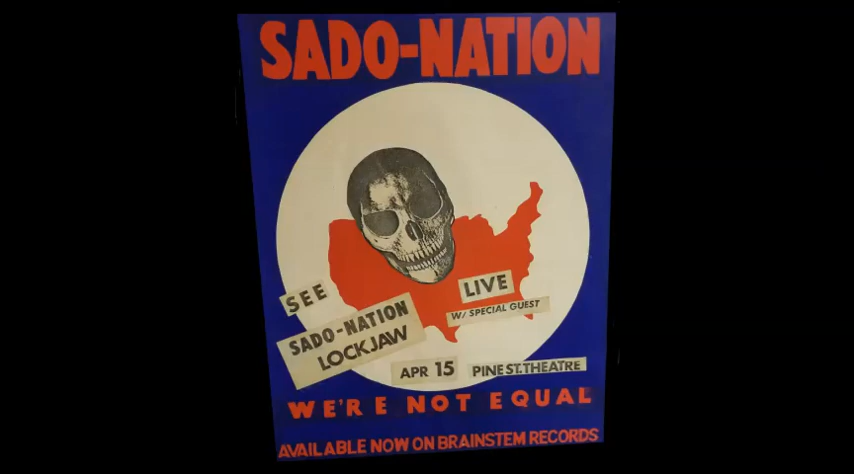 SADO-NATION
SEE
LIVE
W/ SPECIAL GUEST
SADO-NATION
LOCKJAW
APR 15
PINE ST. THEATRE
WE'RE NOT EQUAL
AVAILABLE NOW ON BRAINSTEM RECORDS